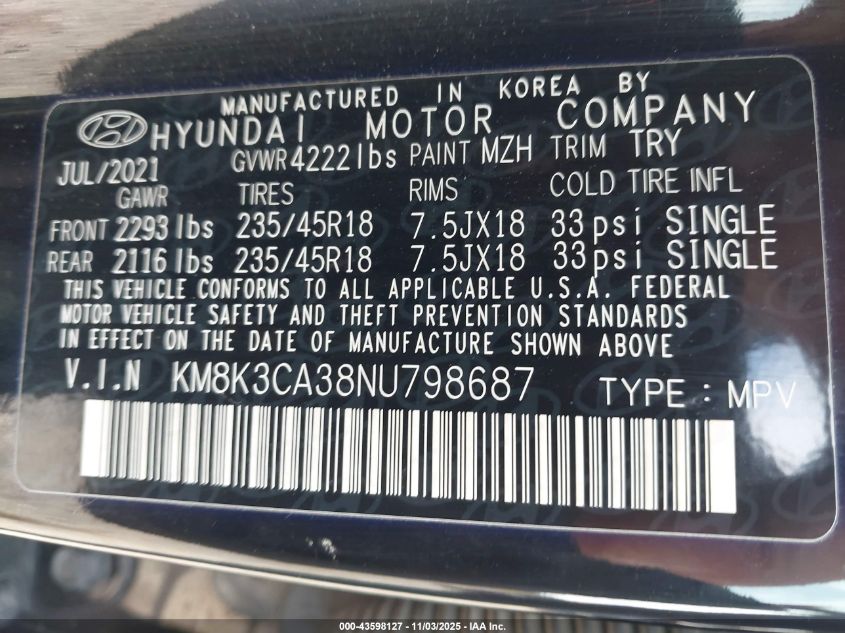 MANUFACTURED IN KOREA BY
HYUNDAI MOTOR COMPANY
JUL/2021 GVWR 4222lbs PAINT MZH TRIM TRY
GAWR TIRES RIMS COLD TIRE INFL
FRONT 2293 lbs 235/45R18 7.5JX18 33psi SINGLE
REAR 2116 lbs 235/45R18 7.5JX18 33psi SINGLE
THIS VEHICLE CONFORMS TO ALL APPLICABLE U.S.A. FEDERAL
MOTOR VEHICLE SAFETY AND THEFT PREVENTION STANDARDS
IN EFFECT ON THE DATE OF MANUFACTURE SHOWN ABOVE
V.I.N KM8K3CA38NU798687 TYPE : MPV
000-43598127 - 11/03/2025 - IAA Inc.